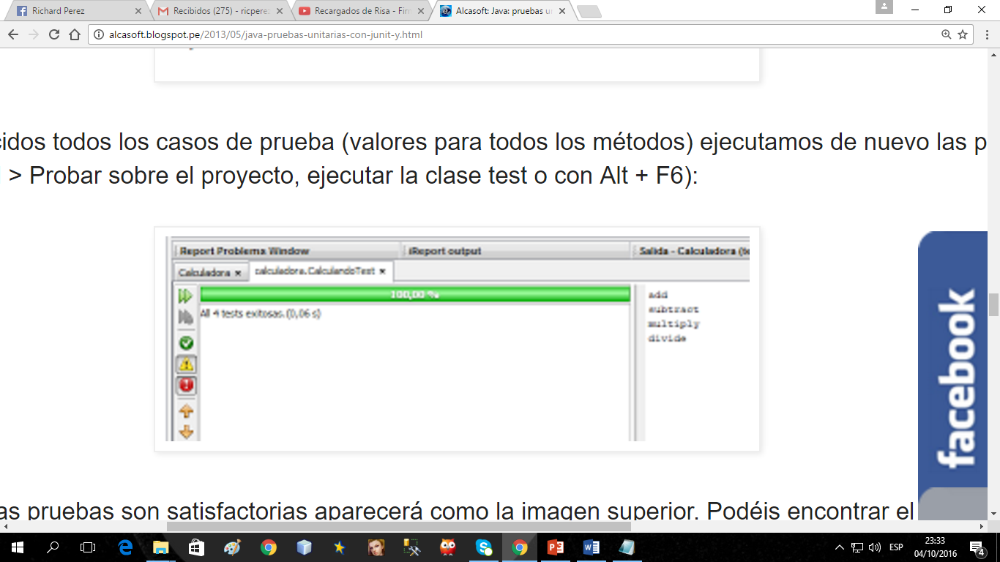 Richard Perez
Recibidos (275) - ricpere
Recargados de Risa - Firr
Alcasoft: Java: pruebas un
alcasoft.blogspot.pe/2013/05/java-pruebas-unitarias-con-junit-y.html
cidos todos los casos de prueba (valores para todos los métodos) ejecutamos de nuevo las p
> Probar sobre el proyecto, ejecutar la clase test o con Alt + F6):
Report Problems Window
iReport output
Salida - Calculadora (te
Calculadora
calculadora.CalculandoTest
100,00 %
All 4 tests exitosas.(0,06 s)
add
subtract
multiply
divide
facebook
as pruebas son satisfactorias aparecerá como la imagen superior. Podéis encontrar el
ESP
23:33
04/10/2016
4